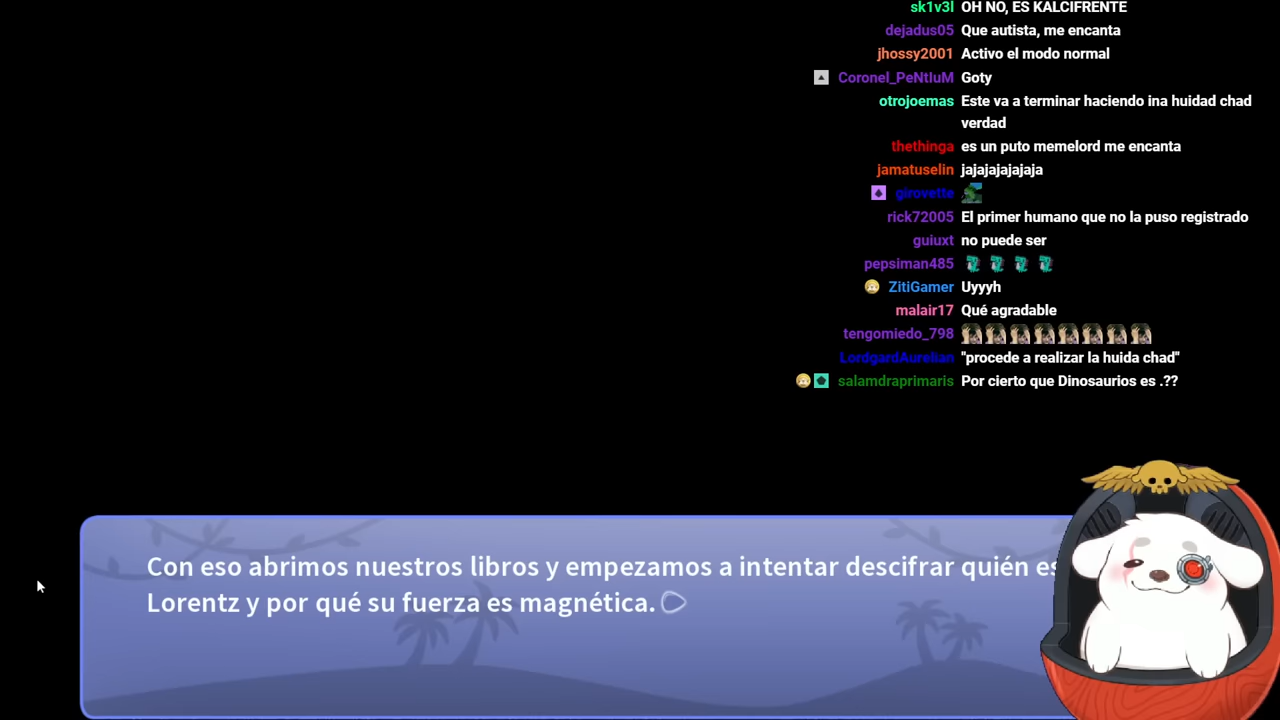 sk1v3l OH NO, ES KALCIFRENTE
dejadus05 Que autista, me encanta
jhossy2001 Activo el modo normal
Coronel_PeNtIuM Goty
otrojoemas Este va a terminar haciendo ina huidad chad
verdad
thethinga es un puto memelord me encanta
jamatuselin jajajajajajaja
girovette
rick72005 El primer humano que no la puso registrado
guiuxt no puede ser
pepsiman485
ZitiGamer Uyyyh
malair17 Qué agradable
tengomiedo_798
LordgardAurelian "procede a realizar la huida chad"
salamdraprimaris Por cierto que Dinosaurios es .??
Con eso abrimos nuestros libros y empezamos a intentar descifrar quién es
Lorentz y por qué su fuerza es magnética.